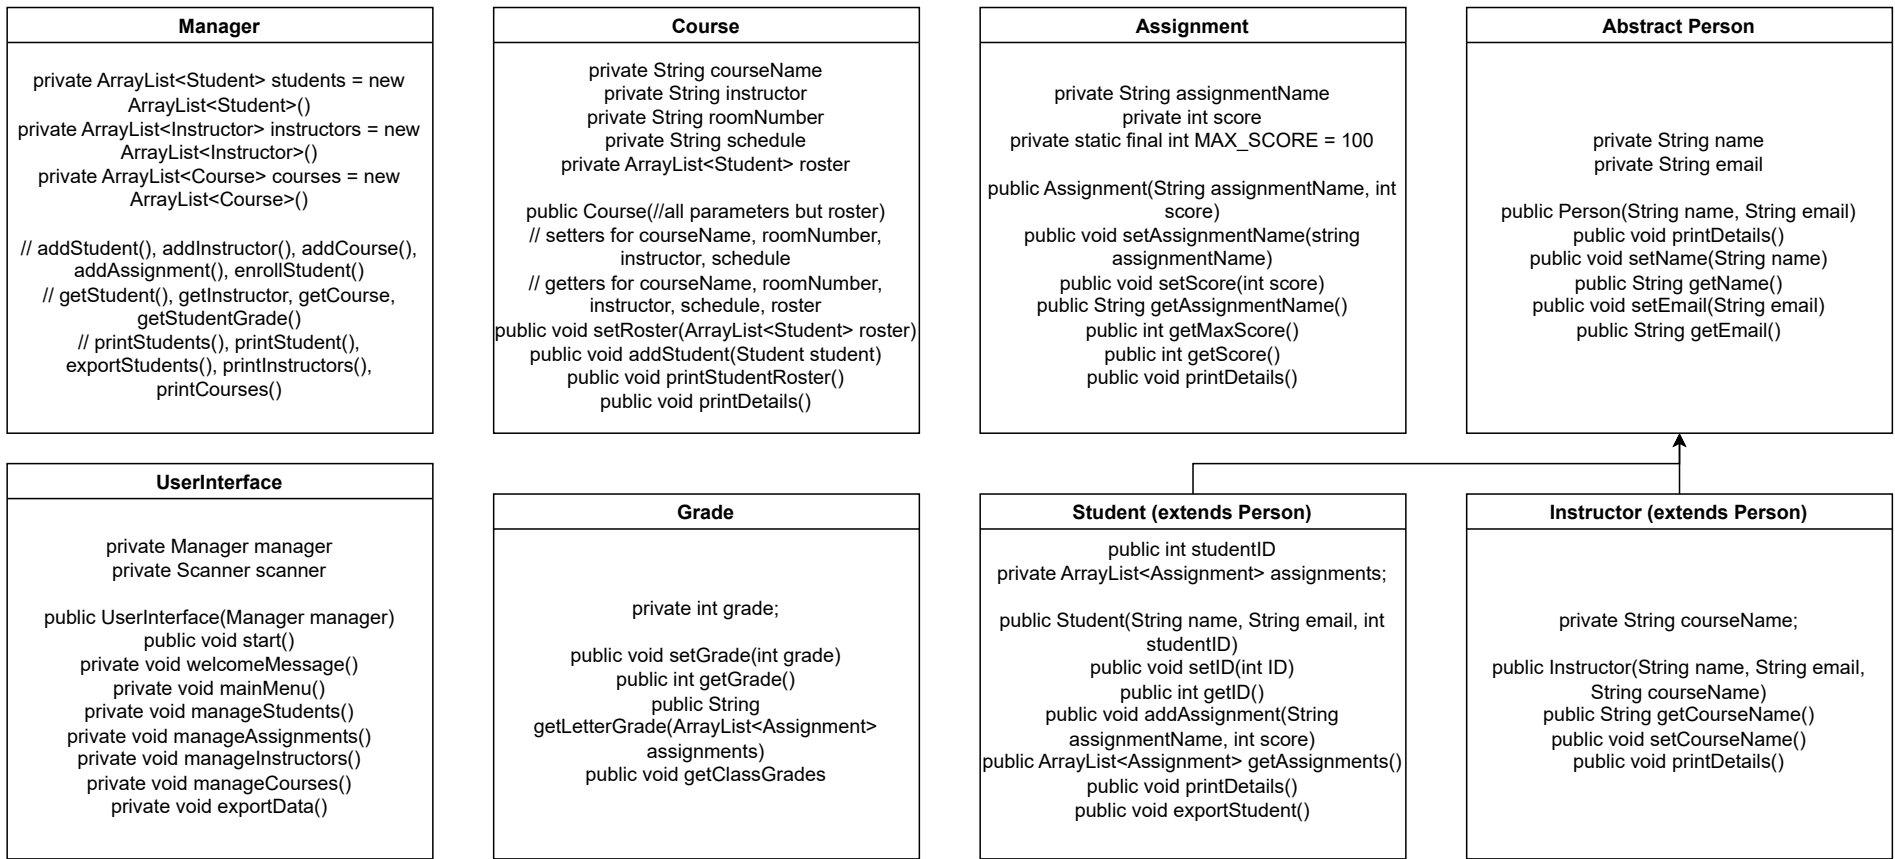 Manager
private ArrayList<Student> students = new
ArrayList<Student>()
private ArrayList<Instructor> instructors = new
ArrayList<Instructor>()
private ArrayList<Course> courses = new
ArrayList<Course>()
// addStudent(), addInstructor(), addCourse(),
addAssignment(), enrollStudent()
// getStudent(), getInstructor, getCourse,
getStudentGrade()
// printStudents(), printStudent(),
exportStudents(), printInstructors(),
printCourses()
Course
private String courseName
private String instructor
private String roomNumber
private String schedule
private ArrayList<Student> roster
public Course(//all parameters but roster)
// setters for courseName, roomNumber,
instructor, schedule
// getters for courseName, roomNumber,
instructor, schedule, roster
public void setRoster(ArrayList<Student> roster)
public void addStudent(Student student)
public void printStudentRoster()
public void printDetails()
Assignment
private String assignmentName
private int score
private static final int MAX_SCORE = 100
public Assignment(String assignmentName, int
score)
public void setAssignmentName(string
assignmentName)
public void setScore(int score)
public String getAssignmentName()
public int getMaxScore()
public int getScore()
public void printDetails()
Abstract Person
private String name
private String email
public Person(String name, String email)
public void printDetails()
public void setName(String name)
public String getName()
public void setEmail(String email)
public String getEmail()
UserInterface
private Manager manager
private Scanner scanner
public UserInterface(Manager manager)
public void start()
private void welcomeMessage()
private void mainMenu()
private void manageStudents()
private void manageAssignments()
private void manageInstructors()
private void manageCourses()
private void exportData()
Grade
private int grade;
public void setGrade(int grade)
public int getGrade()
public String
getLetterGrade(ArrayList<Assignment>
assignments)
public void getClassGrades
Student (extends Person)
public int studentID
private ArrayList<Assignment> assignments;
public Student(String name, String email, int
studentID)
public void setID(int ID)
public int getID()
public void addAssignment(String
assignmentName, int score)
public ArrayList<Assignment> getAssignments()
public void printDetails()
public void exportStudent()
Instructor (extends Person)
private String courseName;
public Instructor(String name, String email,
String courseName)
public String getCourseName()
public void setCourseName()
public void printDetails()